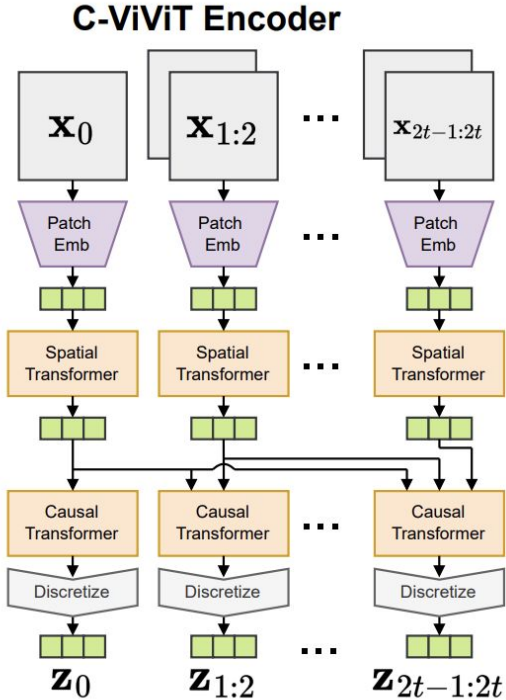 C-ViViT Encoder
x₀ x₁:₂ ... x₂ₜ₋₁:₂ₜ
Patch Emb Patch Emb ... Patch Emb
Spatial Transformer Spatial Transformer ... Spatial Transformer
Causal Transformer Causal Transformer ... Causal Transformer
Discretize Discretize Discretize
z₀ z₁:₂ ... z₂ₜ₋₁:₂ₜ